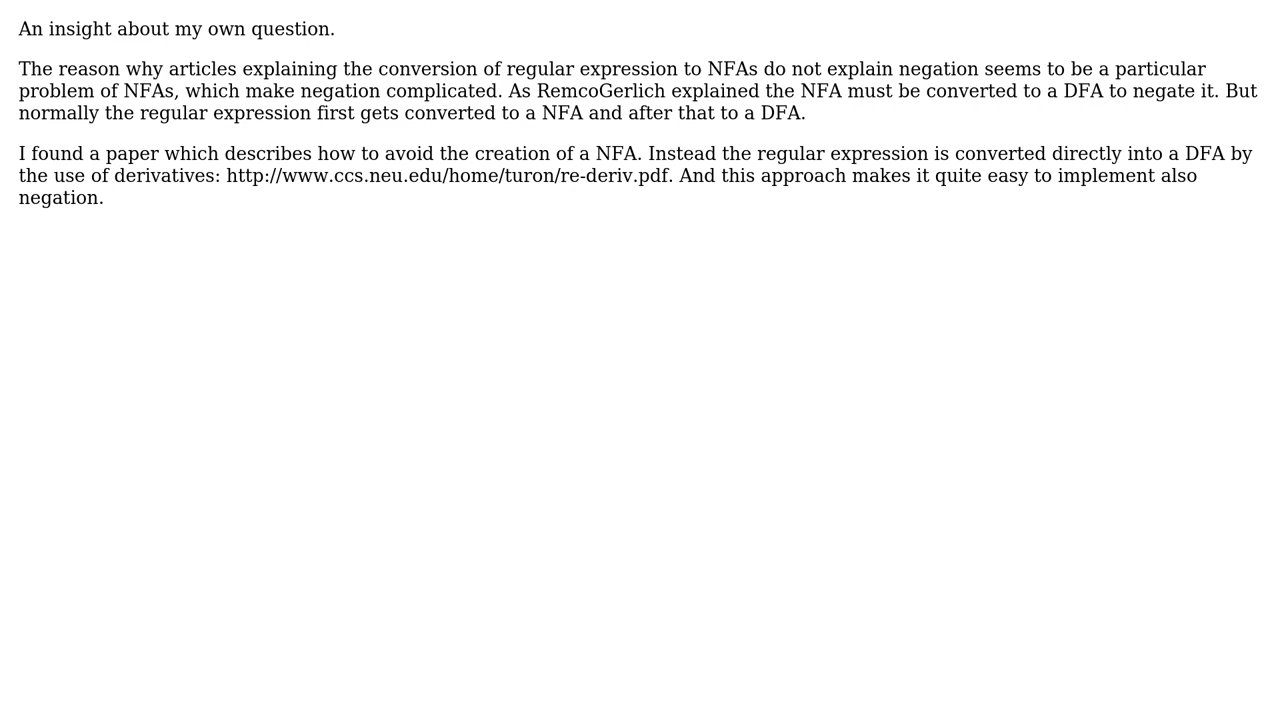 An insight about my own question.
The reason why articles explaining the conversion of regular expression to NFAs do not explain negation seems to be a particular
problem of NFAs, which make negation complicated. As RemcoGerlich explained the NFA must be converted to a DFA to negate it. But
normally the regular expression first gets converted to a NFA and after that to a DFA.
I found a paper which describes how to avoid the creation of a NFA. Instead the regular expression is converted directly into a DFA by
the use of derivatives: http://www.ccs.neu.edu/home/turon/re-deriv.pdf. And this approach makes it quite easy to implement also
negation.